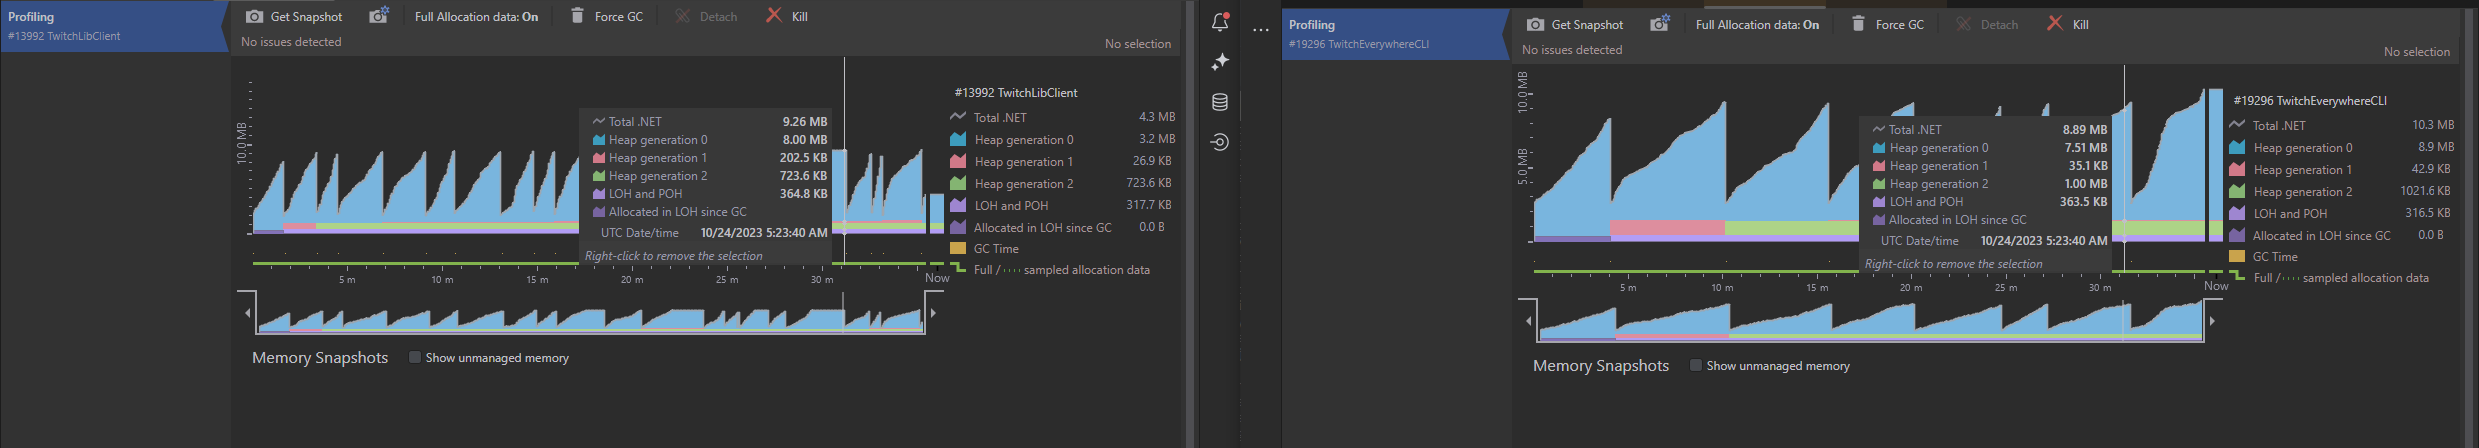 Profiling
#13992 TwitchLibClient
Get Snapshot
Full Allocation data: On
Force GC
Detach
Kill
No issues detected
No selection
10.0 MB
#13992 TwitchLibClient
Total .NET 4.3 MB
Heap generation 0 3.2 MB
Heap generation 1 26.9 KB
Heap generation 2 723.6 KB
LOH and POH 317.7 KB
Allocated in LOH since GC 0.0 B
GC Time
Full / ···· sampled allocation data
Total .NET 9.26 MB
Heap generation 0 8.00 MB
Heap generation 1 202.5 KB
Heap generation 2 723.6 KB
LOH and POH 364.8 KB
Allocated in LOH since GC
UTC Date/time 10/24/2023 5:23:40 AM
Right-click to remove the selection
5 m 10 m 15 m 20 m 25 m 30 m Now
Memory Snapshots
Show unmanaged memory
Profiling
#19296 TwitchEverywhereCLI
Get Snapshot
Full Allocation data: On
Force GC
Detach
Kill
No issues detected
No selection
10.0 MB
5.0 MB
#19296 TwitchEverywhereCLI
Total .NET 10.3 MB
Heap generation 0 8.9 MB
Heap generation 1 42.9 KB
Heap generation 2 1021.6 KB
LOH and POH 316.5 KB
Allocated in LOH since GC 0.0 B
GC Time
Full / ···· sampled allocation data
Total .NET 8.89 MB
Heap generation 0 7.51 MB
Heap generation 1 35.1 KB
Heap generation 2 1.00 MB
LOH and POH 363.5 KB
Allocated in LOH since GC
UTC Date/time 10/24/2023 5:23:40 AM
Right-click to remove the selection
5 m 10 m 15 m 20 m 25 m 30 m Now
Memory Snapshots
Show unmanaged memory